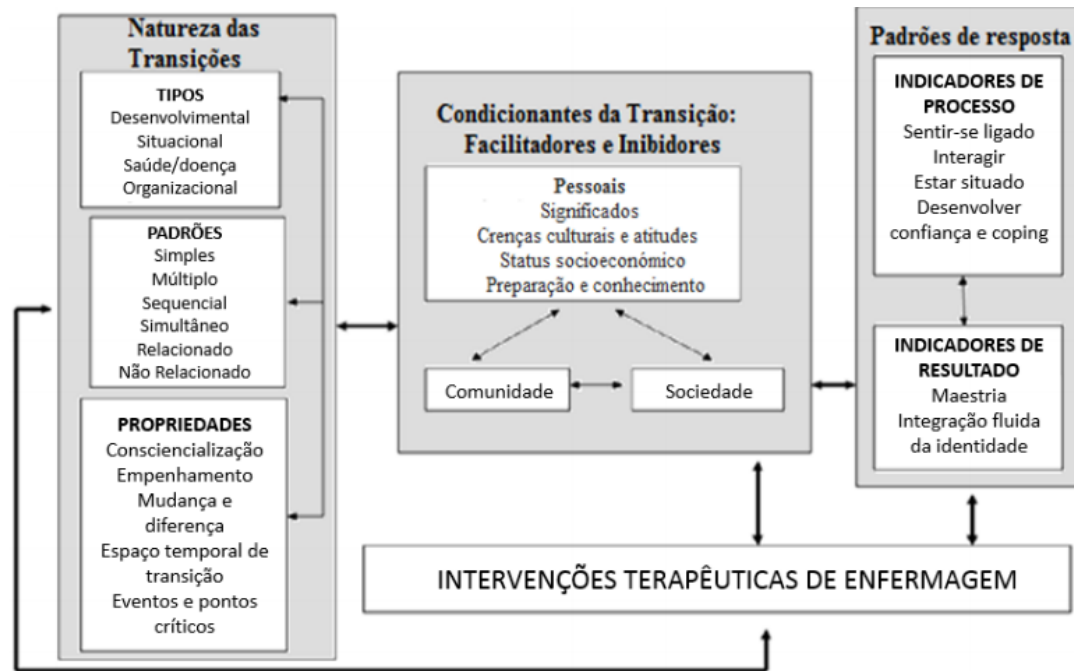 Natureza das
Transições
TIPOS
Desenvolvimental
Situacional
Saúde/doença
Organizacional
PADRÕES
Simples
Múltiplo
Sequencial
Simultâneo
Relacionado
Não Relacionado
PROPRIEDADES
Consciencialização
Empenhamento
Mudança e
diferença
Espaço temporal de
transição
Eventos e pontos
críticos
Condicionantes da Transição:
Facilitadores e Inibidores
Pessoais
Significados
Crenças culturais e atitudes
Status socioeconómico
Preparação e conhecimento
Comunidade
Sociedade
Padrões de resposta
INDICADORES DE
PROCESSO
Sentir-se ligado
Interagir
Estar situado
Desenvolver
confiança e coping
INDICADORES DE
RESULTADO
Maestria
Integração fluida
da identidade
INTERVENÇÕES TERAPÊUTICAS DE ENFERMAGEM